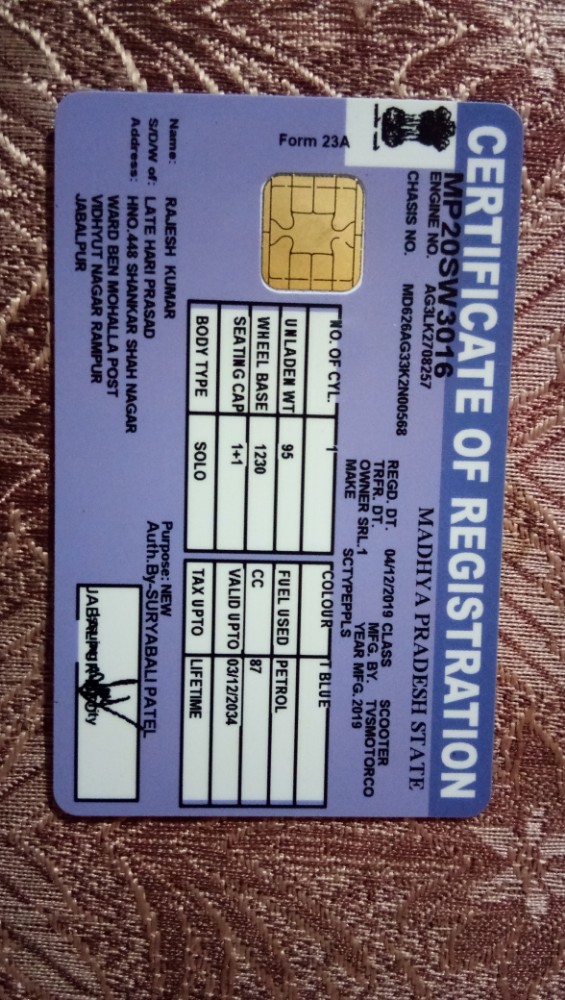 CERTIFICATE OF REGISTRATION
Form 23A
MADHYA PRADESH STATE
MP20SW3016
ENGINE NO. AG3LK2708257
CHASIS NO. MD626AG33K2N00568
REGD. DT. 04/12/2019 CLASS SCOOTER
TRFR. DT. MFG. BY. TVSMOTORCO
OWNER SRL.1 YEAR MFG.2019
MAKE SCTYPEPPLS
NO. OF CYL. 1 COLOUR T BLUE
UNLADEN WT 95 FUEL USED PETROL
WHEEL BASE 1230 CC 87
SEATING CAP 1+1 VALID UPTO 03/12/2034
BODY TYPE SOLO TAX UPTO LIFETIME
Name: RAJESH KUMAR
S/D/W of: LATE HARI PRASAD
Address: HNO.448 SHANKAR SHAH NAGAR
WARD BEN MOHALLA POST
VIDHYUT NAGAR RAMPUR
JABALPUR
Purpose: NEW
Auth.By-SURYABALI PATEL
JABALPUR